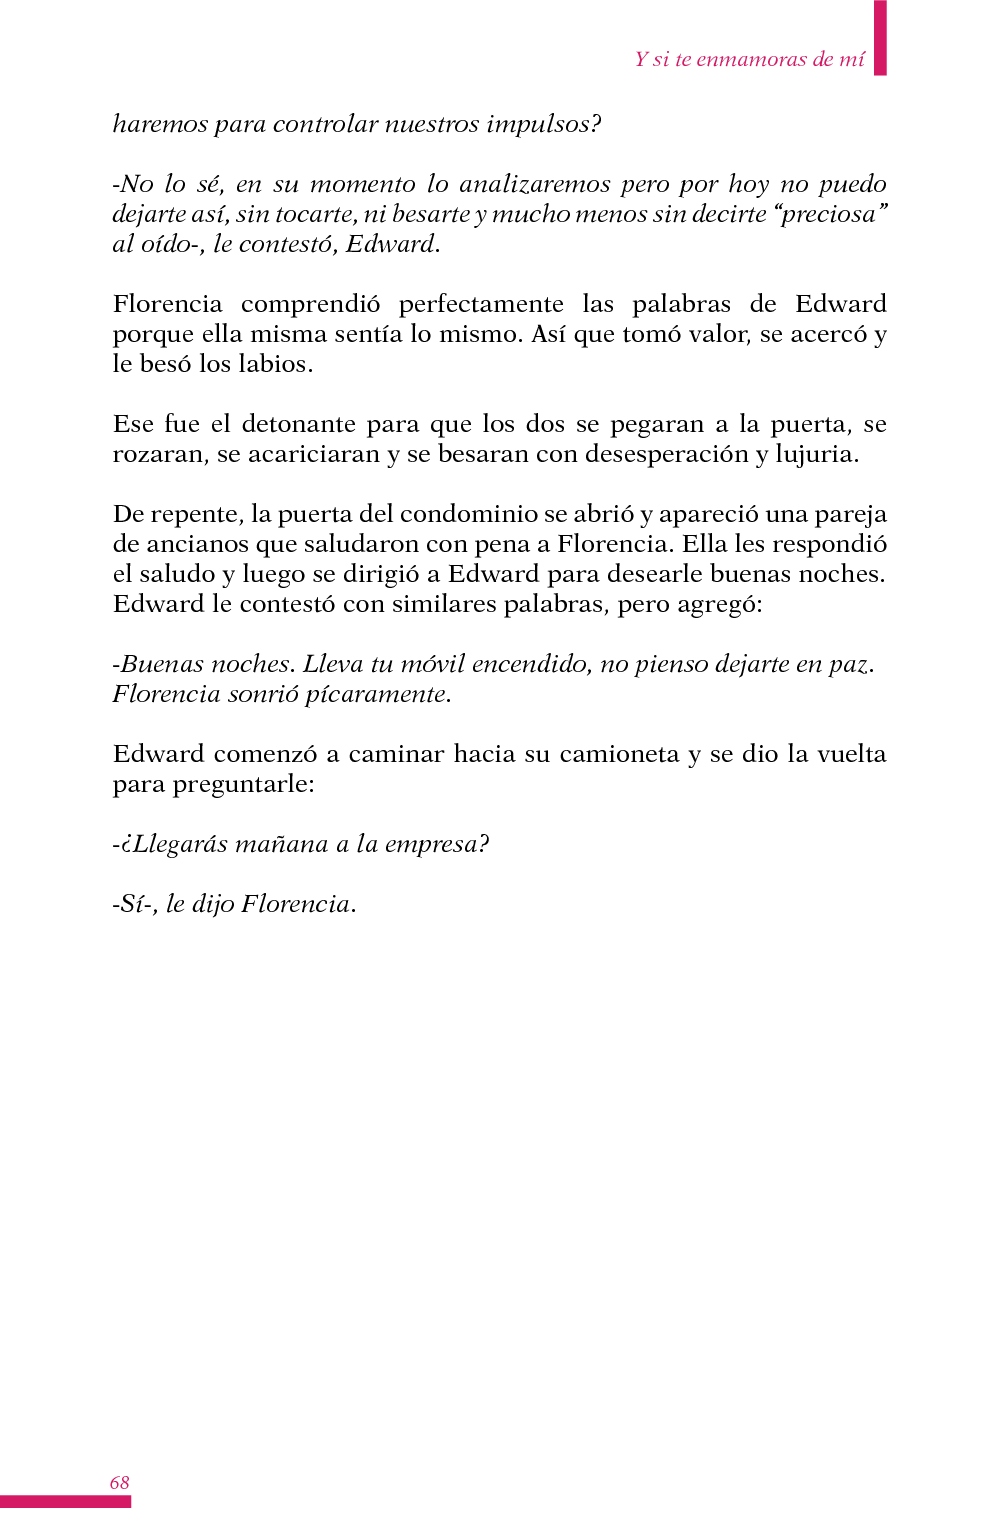 Y si te enmamoras de mí
haremos para controlar nuestros impulsos?
-No lo sé, en su momento lo analizaremos pero por hoy no puedo
dejarte así, sin tocarte, ni besarte y mucho menos sin decirte “preciosa”
al oído-, le contestó, Edward.
Florencia comprendió perfectamente las palabras de Edward
porque ella misma sentía lo mismo. Así que tomó valor, se acercó y
le besó los labios.
Ese fue el detonante para que los dos se pegaran a la puerta, se
rozaran, se acariciaran y se besaran con desesperación y lujuria.
De repente, la puerta del condominio se abrió y apareció una pareja
de ancianos que saludaron con pena a Florencia. Ella les respondió
el saludo y luego se dirigió a Edward para desearle buenas noches.
Edward le contestó con similares palabras, pero agregó:
-Buenas noches. Lleva tu móvil encendido, no pienso dejarte en paz.
Florencia sonrió pícaramente.
Edward comenzó a caminar hacia su camioneta y se dio la vuelta
para preguntarle:
-¿Llegarás mañana a la empresa?
-Sí-, le dijo Florencia.
68